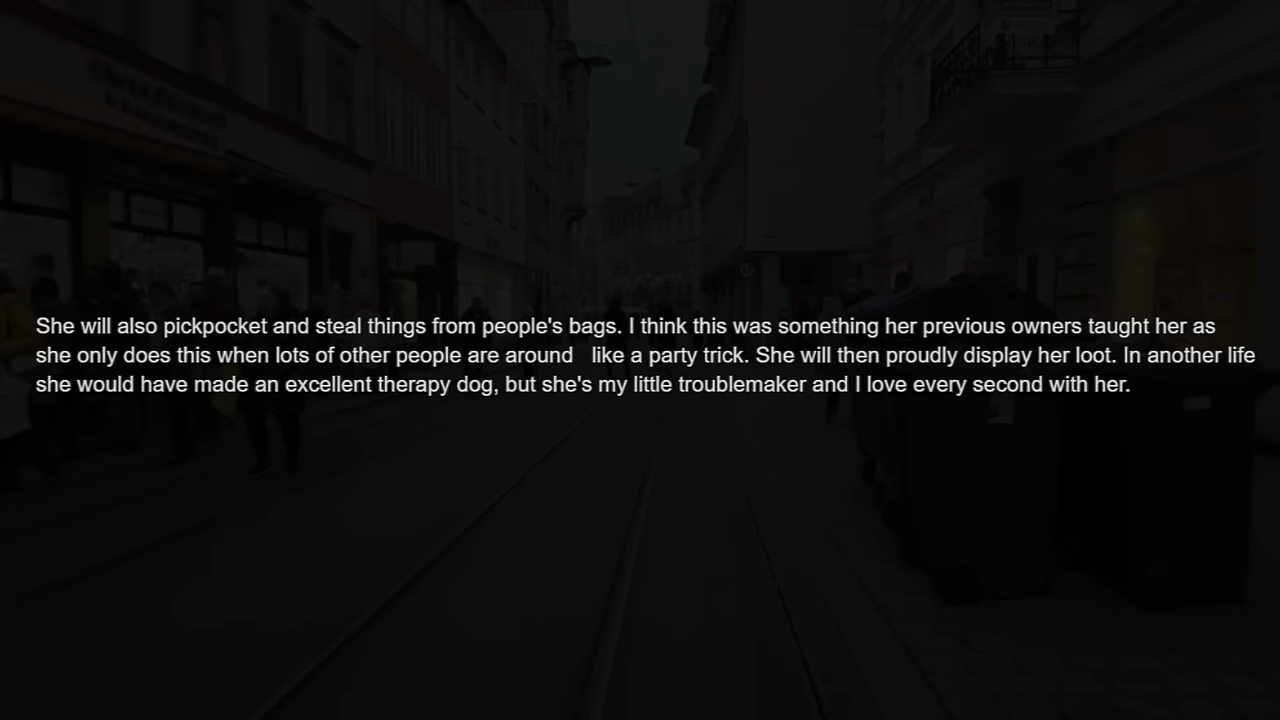 She will also pickpocket and steal things from people's bags. I think this was something her previous owners taught her as
she only does this when lots of other people are around   like a party trick. She will then proudly display her loot. In another life
she would have made an excellent therapy dog, but she's my little troublemaker and I love every second with her.